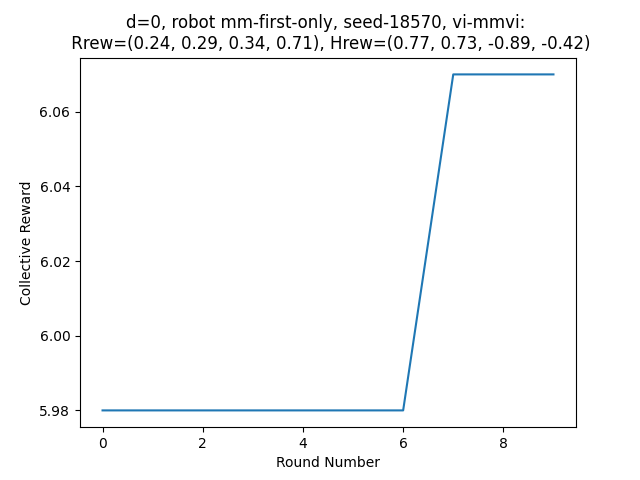 d=0, robot mm-first-only, seed-18570, vi-mmvi:
Rrew=(0.24, 0.29, 0.34, 0.71), Hrew=(0.77, 0.73, -0.89, -0.42)
6.06
6.04
6.02
6.00
5.98
Collective Reward
0 2 4 6 8
Round Number